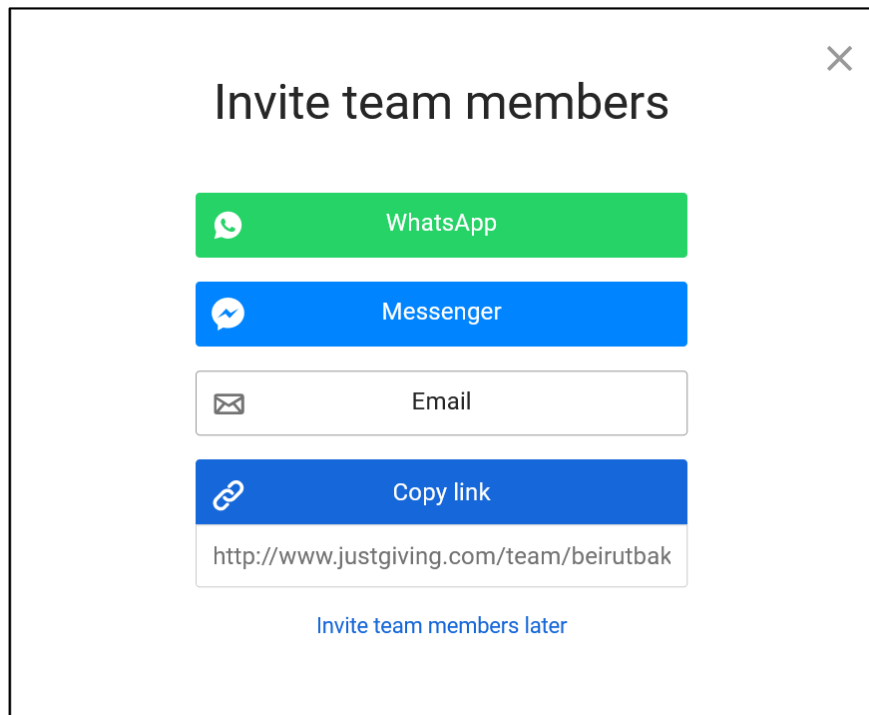 Invite team members
WhatsApp
Messenger
Email
Copy link
http://www.justgiving.com/team/beirutbak
Invite team members later